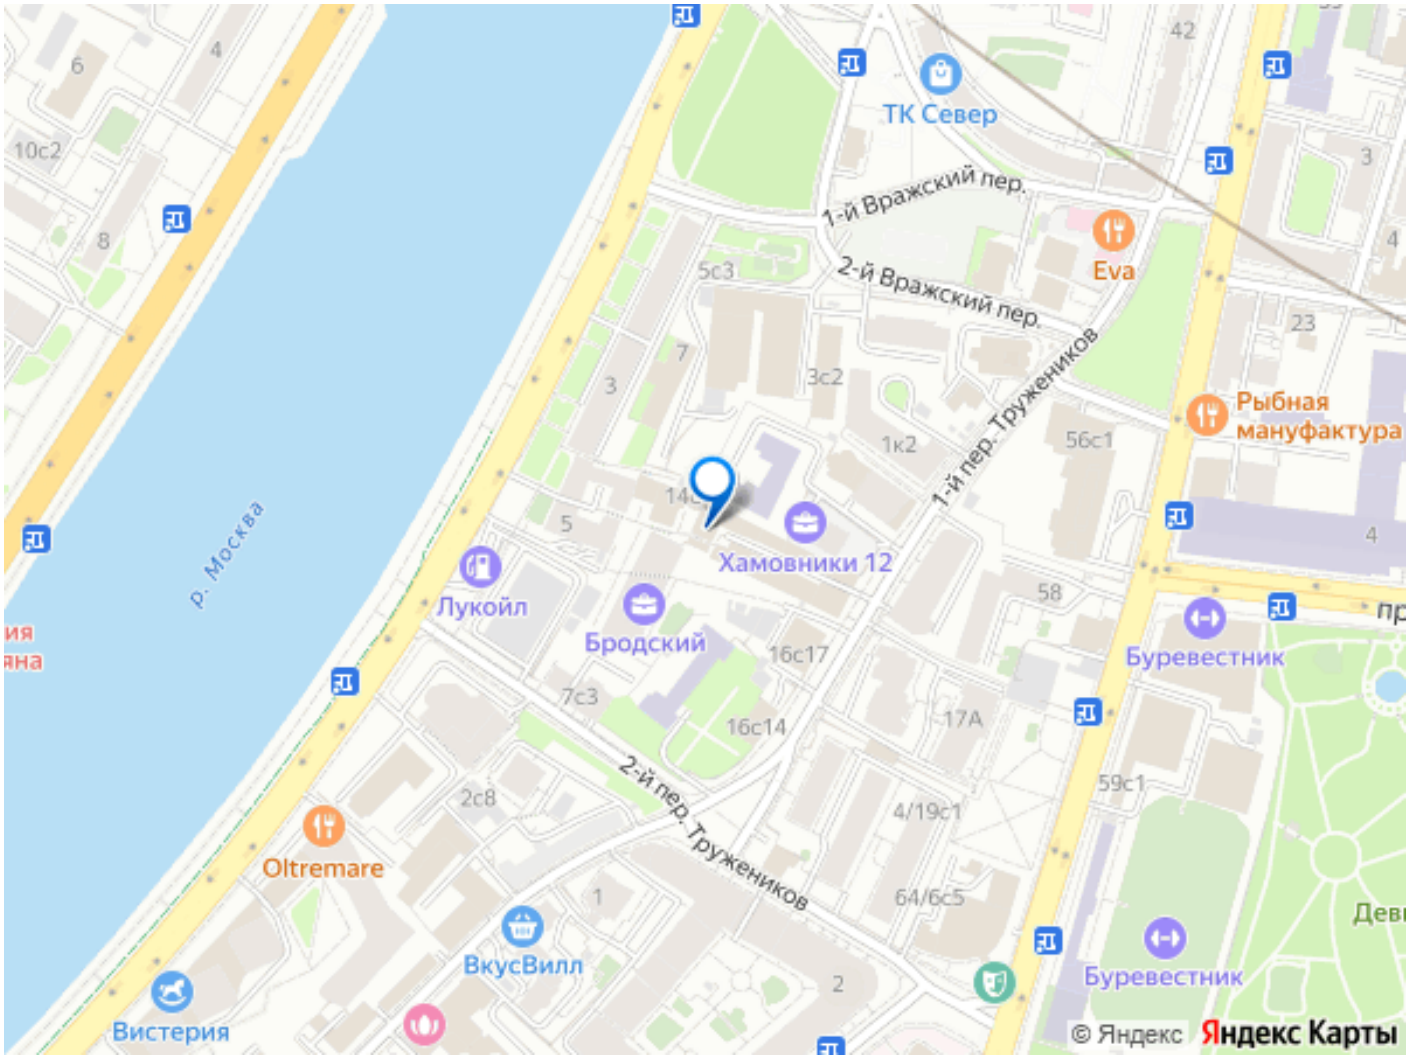 4
6
10с2
8
42
ТК Север
3
1-й Вражский пер.
Eva
4
2-й Вражский пер.
5с3
23
7
3
3с2
1-й пер. Тружеников
Рыбная
мануфактура
1к2
56с1
5
Хамовники 12
4
р. Москва
Лукойл
58
Бродский
Буревестник
16с17
7с3
17А
16с14
59с1
2с8
4/19с1
2-й пер. Тружеников
Oltremare
1
64/6с5
ВкусВилл
Буревестник
2
Вистерия
© Яндекс Яндекс Карты